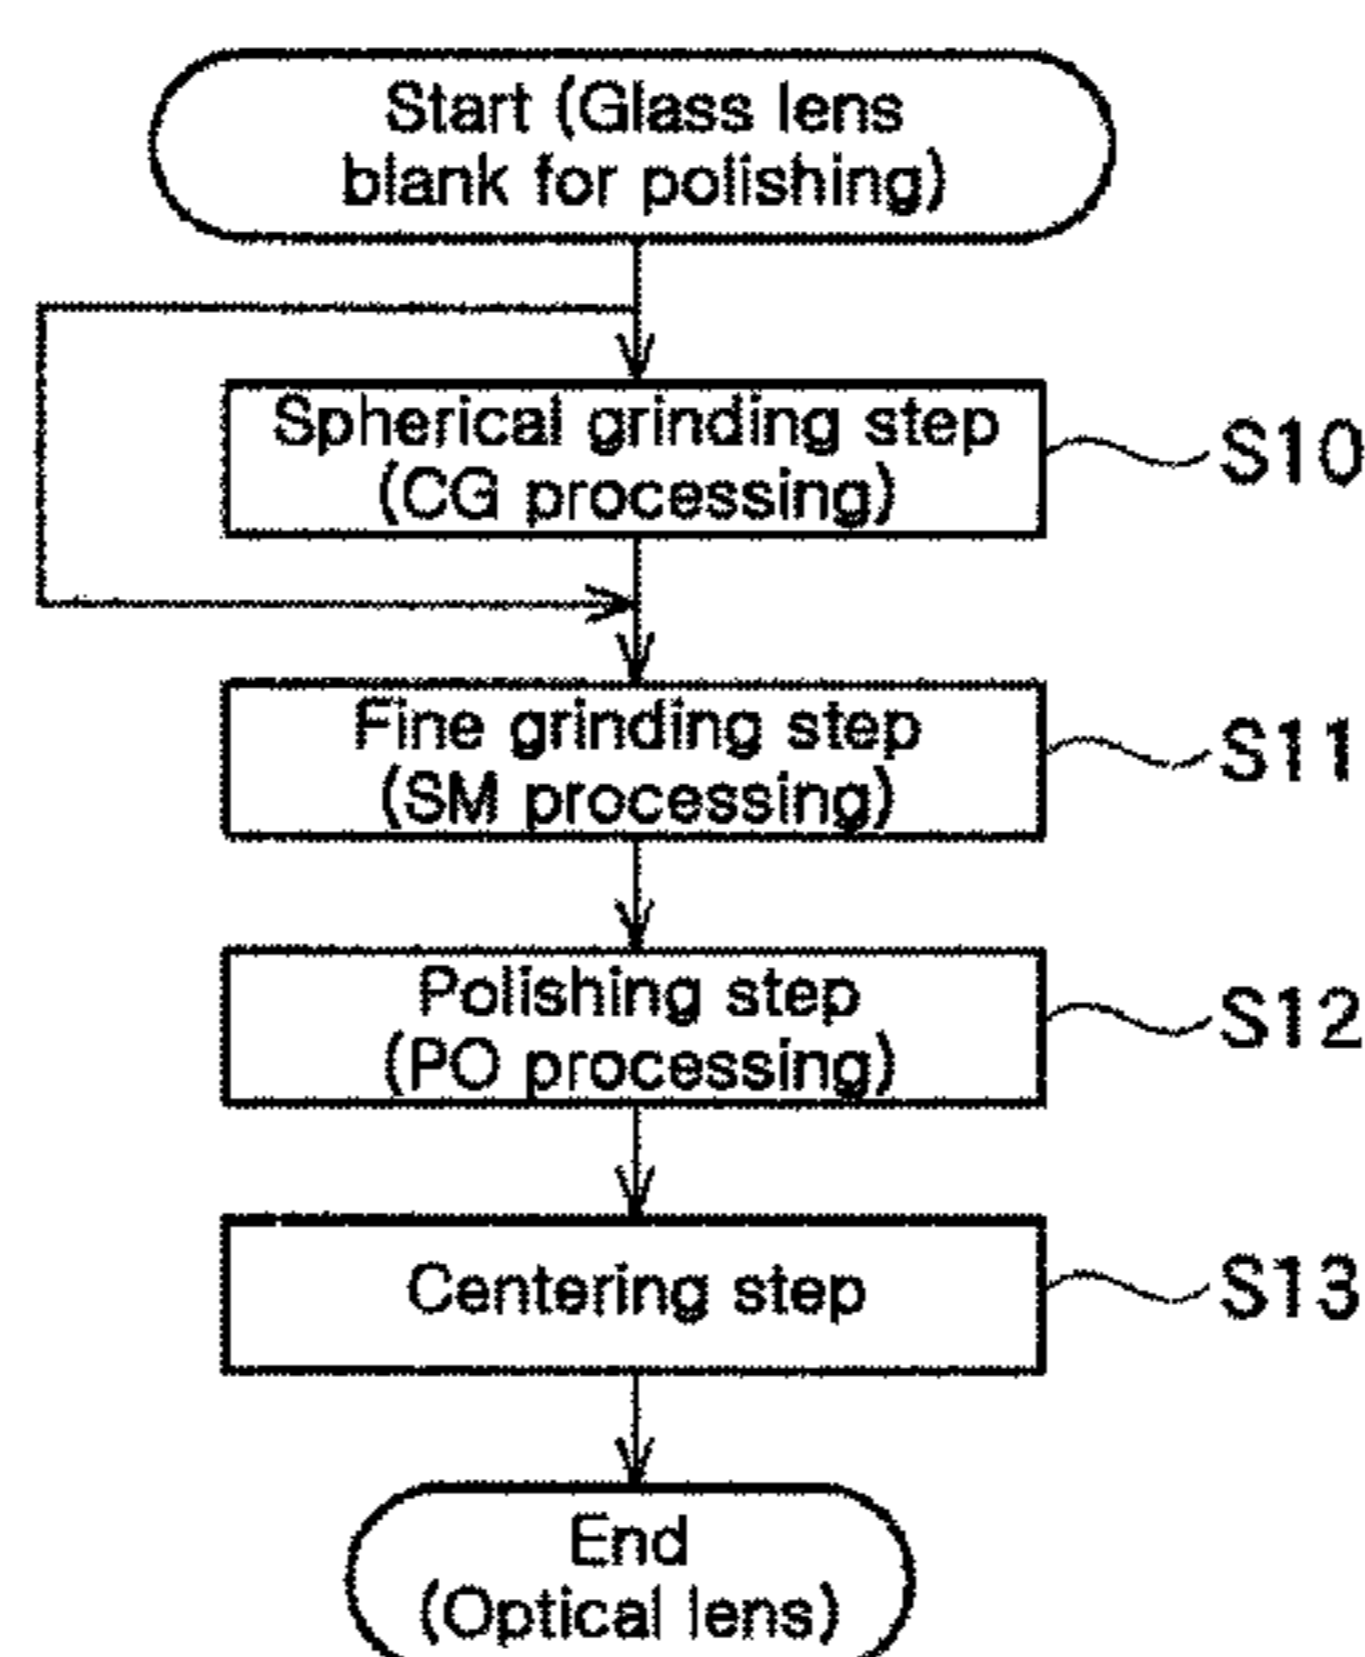 Start (Glass lens
blank for polishing)
Spherical grinding step
(CG processing)
S10
Fine grinding step
(SM processing)
S11
Polishing step
(PO processing)
S12
Centering step
S13
End
(Optical lens)